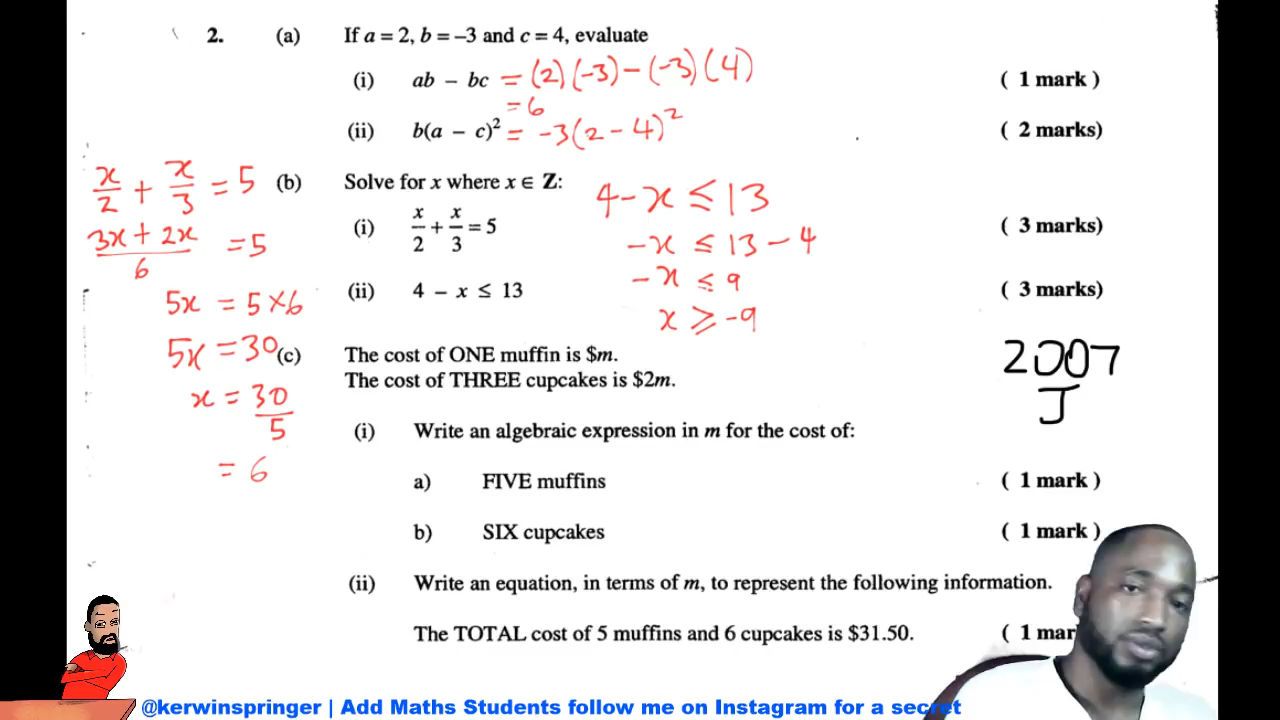 2. (a) If a = 2, b = –3 and c = 4, evaluate
(i) ab – bc = (2)(-3) - (-3)(4) ( 1 mark )
= 6
(ii) b(a – c)² = -3(2 - 4)² ( 2 marks)
(b) Solve for x where x ∈ Z:
(i) x/2 + x/3 = 5 ( 3 marks)
(ii) 4 – x ≤ 13 ( 3 marks)
x/2 + x/3 = 5
3x + 2x / 6 = 5
5x = 5 × 6
5x = 30
x = 30/5
= 6
4 - x ≤ 13
-x ≤ 13 - 4
-x ≤ 9
x ≥ -9
(c) The cost of ONE muffin is $m.
The cost of THREE cupcakes is $2m.
2007
J
(i) Write an algebraic expression in m for the cost of:
a) FIVE muffins ( 1 mark )
b) SIX cupcakes ( 1 mark )
(ii) Write an equation, in terms of m, to represent the following information.
The TOTAL cost of 5 muffins and 6 cupcakes is $31.50. ( 1 mar
@kerwinspringer | Add Maths Students follow me on Instagram for a secret